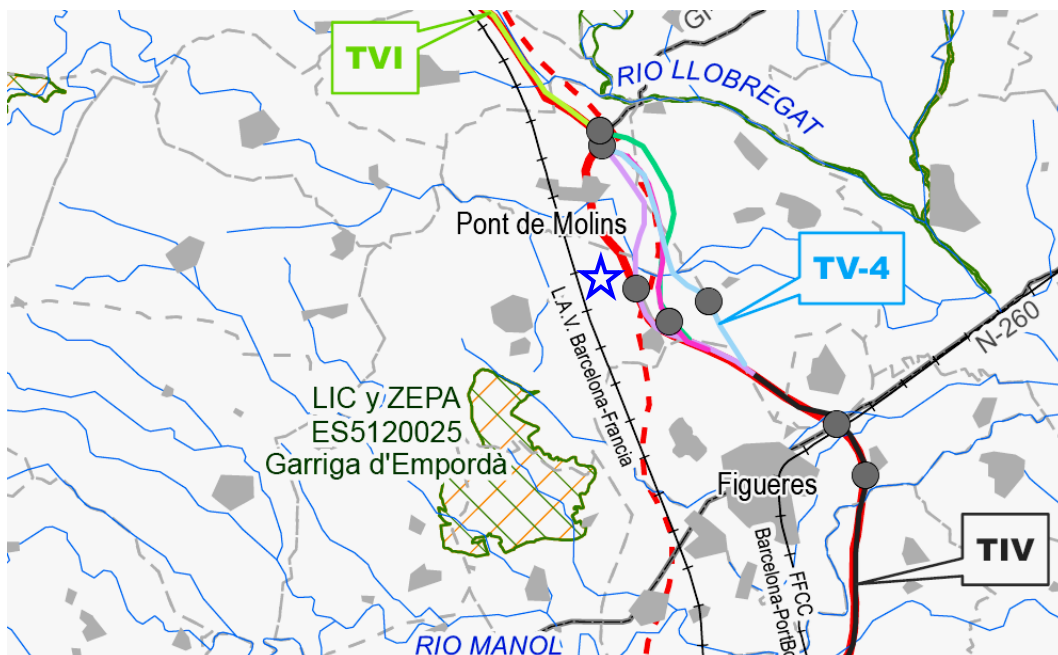 TVI
GI
RIO LLOBREGAT
Pont de Molins
TV-4
N-260
L.A.V. Barcelona-Francia
LIC y ZEPA
ES5120025
Garriga d'Empordà
Figueres
TIV
FFCC
Barcelona-PortBo
RIO MANOL